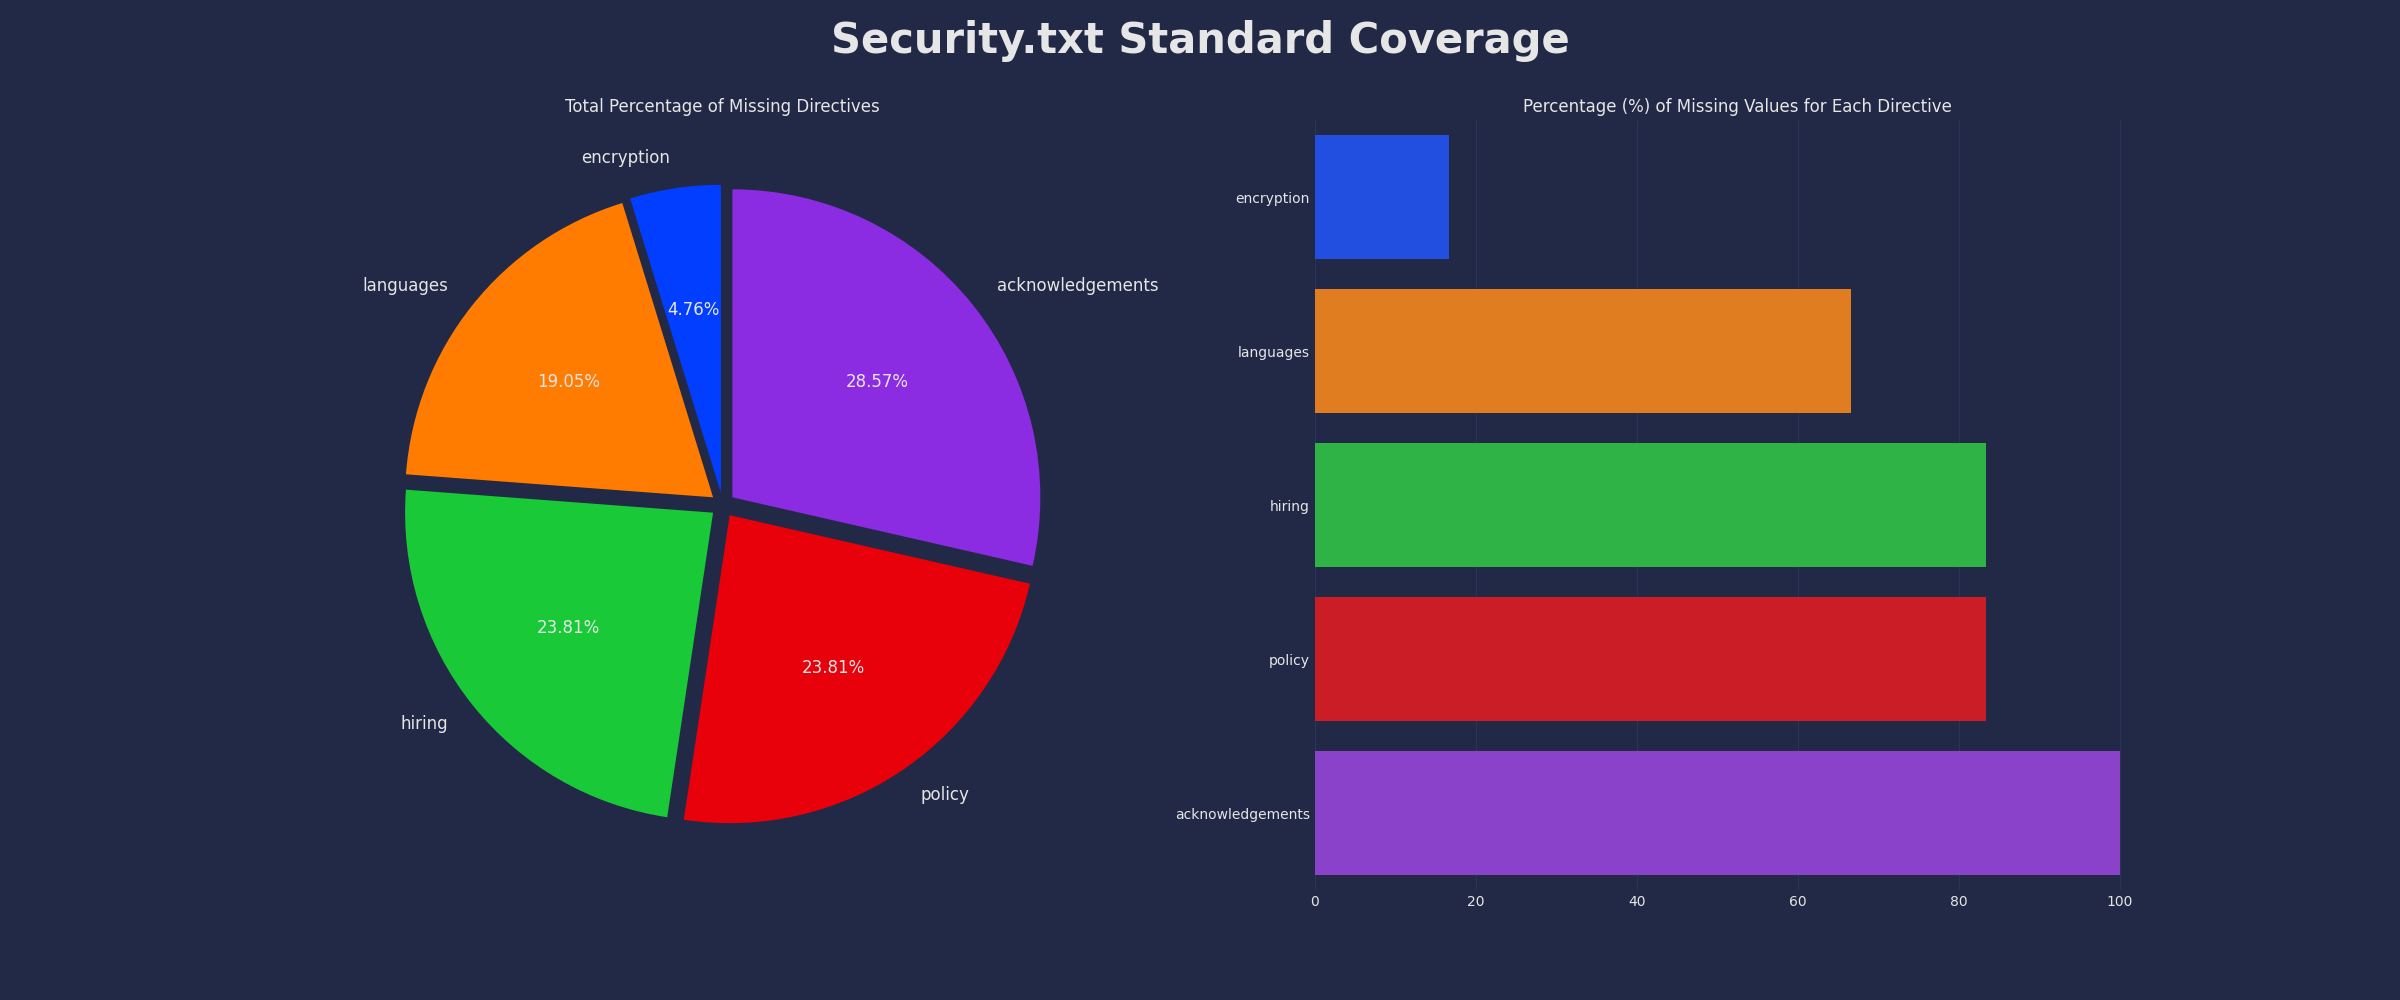 Security.txt Standard Coverage
Total Percentage of Missing Directives
encryption
languages
acknowledgements
4.76%
19.05%
28.57%
23.81%
23.81%
hiring
policy
Percentage (%) of Missing Values for Each Directive
encryption
languages
hiring
policy
acknowledgements
0 20 40 60 80 100